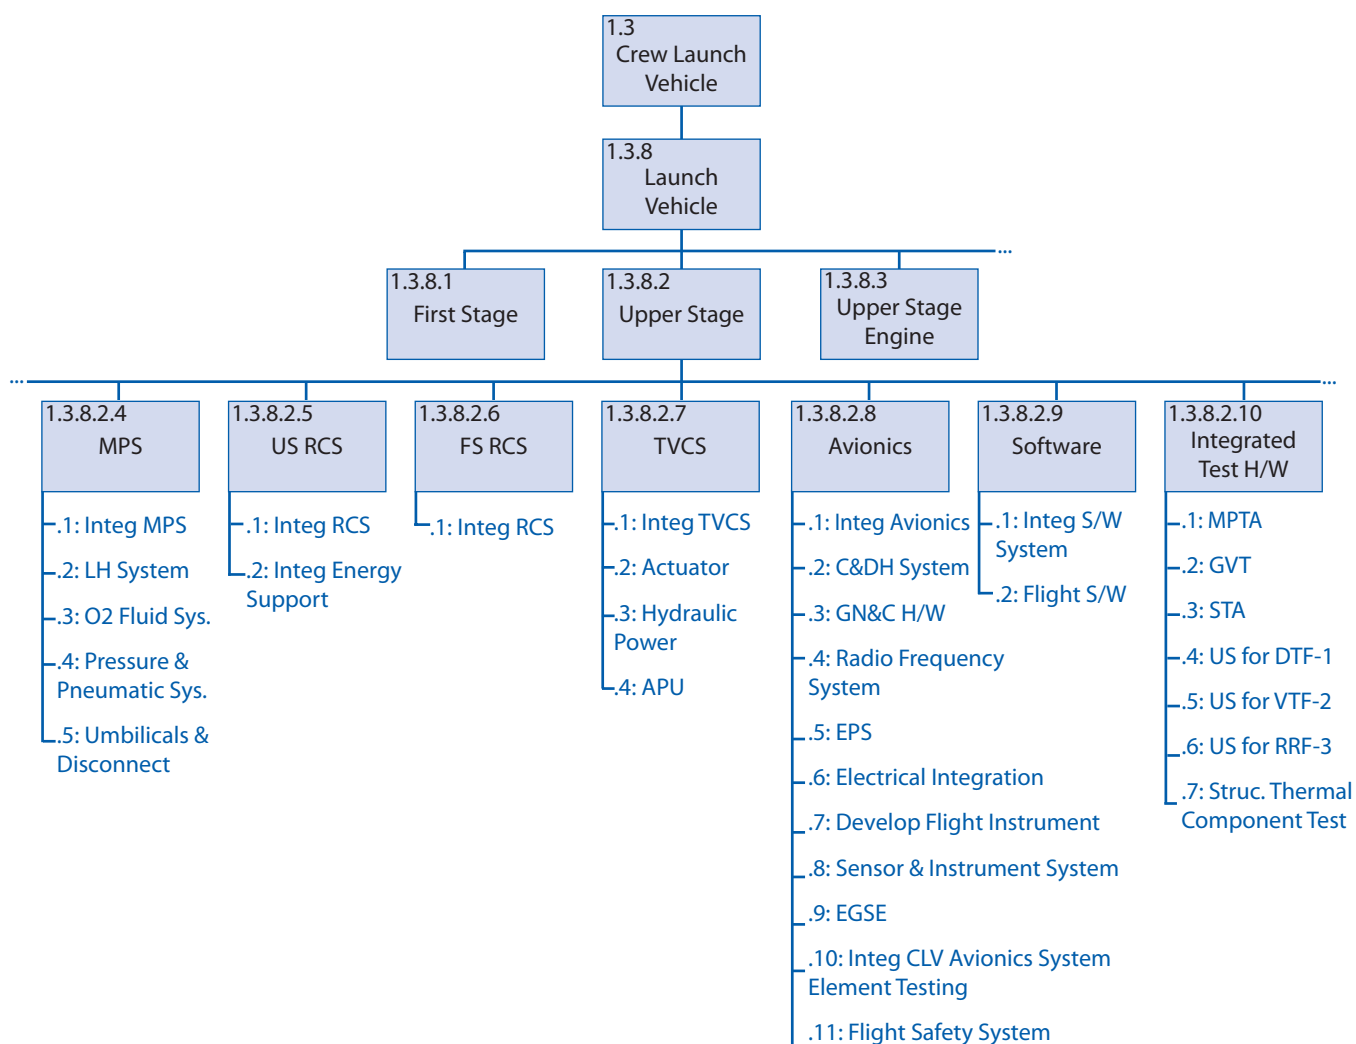 1.3
Crew Launch
Vehicle
1.3.8
Launch
Vehicle
...
1.3.8.1
First Stage
1.3.8.2
Upper Stage
1.3.8.3
Upper Stage
Engine
...
...
1.3.8.2.4
MPS
.1: Integ MPS
.2: LH System
.3: O2 Fluid Sys.
.4: Pressure &
Pneumatic Sys.
.5: Umbilicals &
Disconnect
1.3.8.2.5
US RCS
.1: Integ RCS
.2: Integ Energy
Support
1.3.8.2.6
FS RCS
.1: Integ RCS
1.3.8.2.7
TVCS
.1: Integ TVCS
.2: Actuator
.3: Hydraulic
Power
.4: APU
1.3.8.2.8
Avionics
.1: Integ Avionics
.2: C&DH System
.3: GN&C H/W
.4: Radio Frequency
System
.5: EPS
.6: Electrical Integration
.7: Develop Flight Instrument
.8: Sensor & Instrument System
.9: EGSE
.10: Integ CLV Avionics System
Element Testing
.11: Flight Safety System
1.3.8.2.9
Software
.1: Integ S/W
System
.2: Flight S/W
1.3.8.2.10
Integrated
Test H/W
.1: MPTA
.2: GVT
.3: STA
.4: US for DTF-1
.5: US for VTF-2
.6: US for RRF-3
.7: Struc. Thermal
Component Test